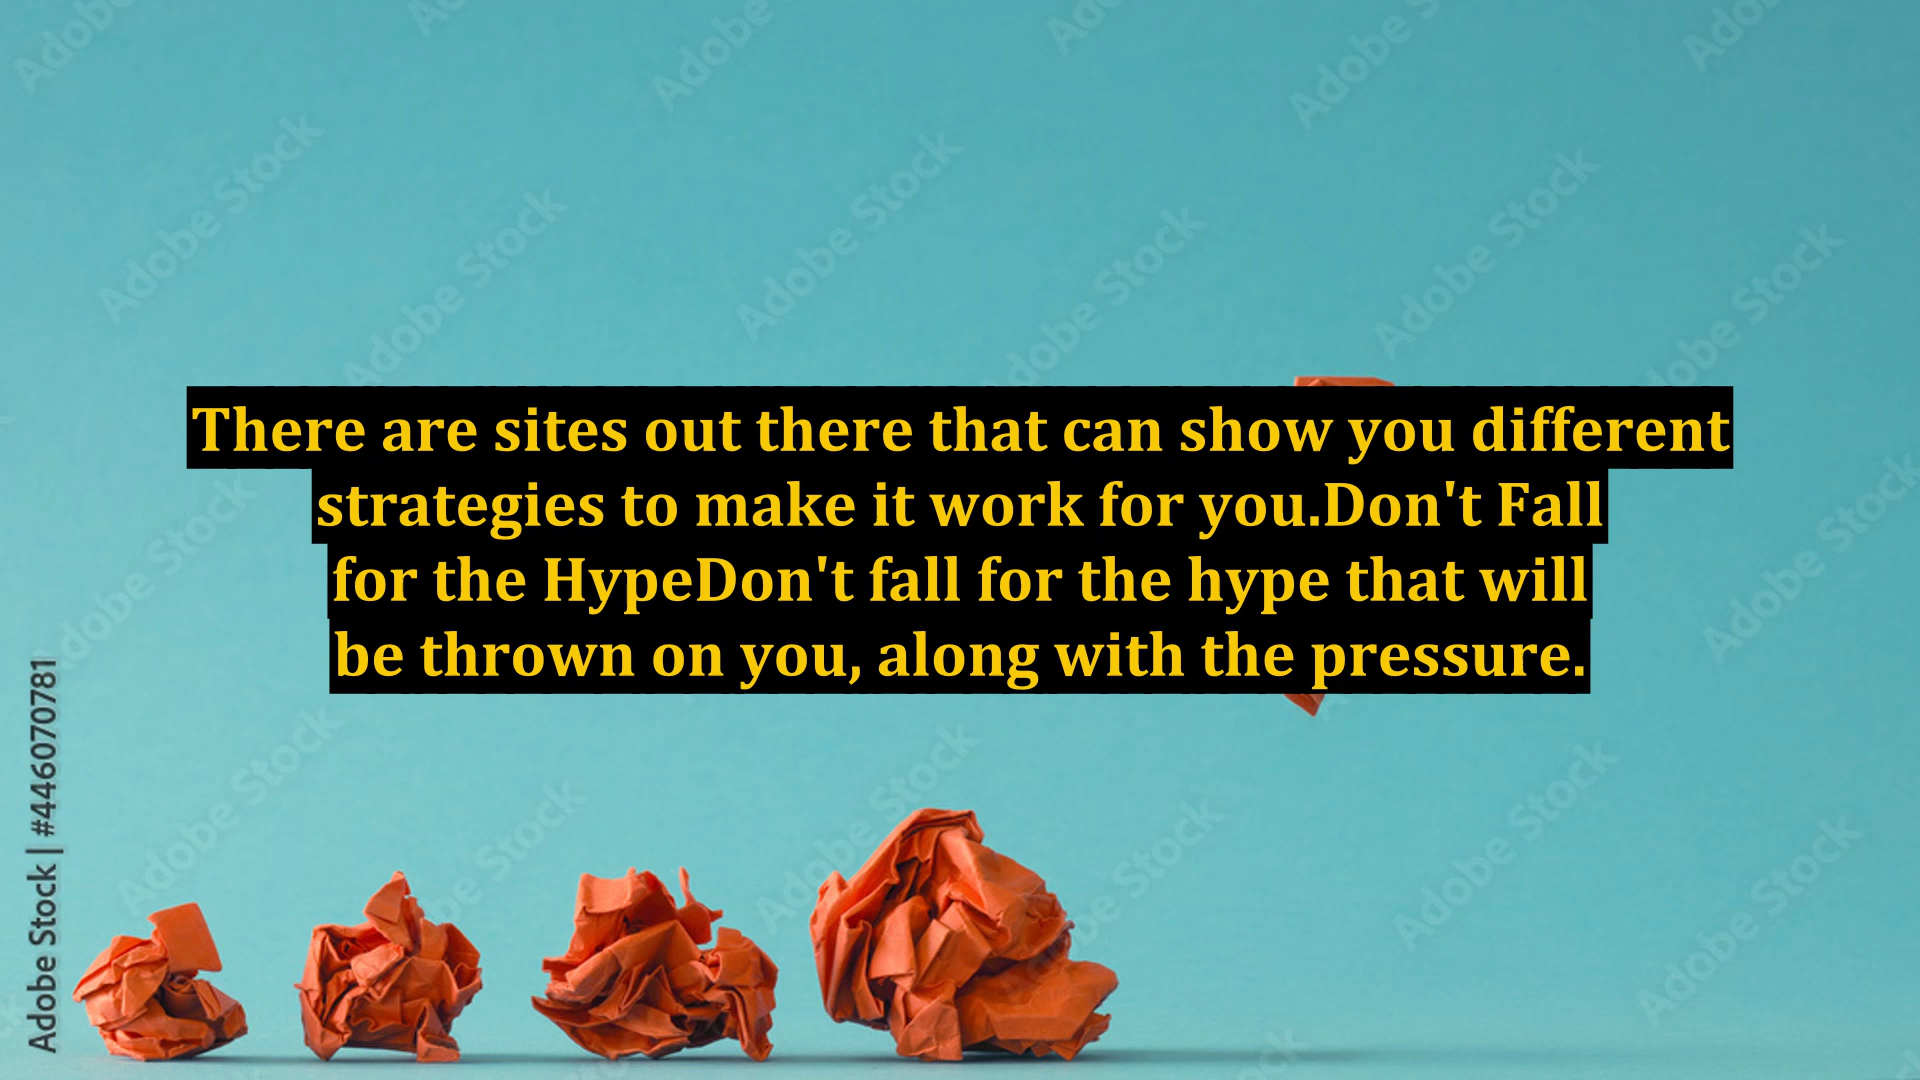 There are sites out there that can show you different
strategies to make it work for you.Don't Fall
for the HypeDon't fall for the hype that will
be thrown on you, along with the pressure.
Adobe Stock | #446070781
Adobe Stock